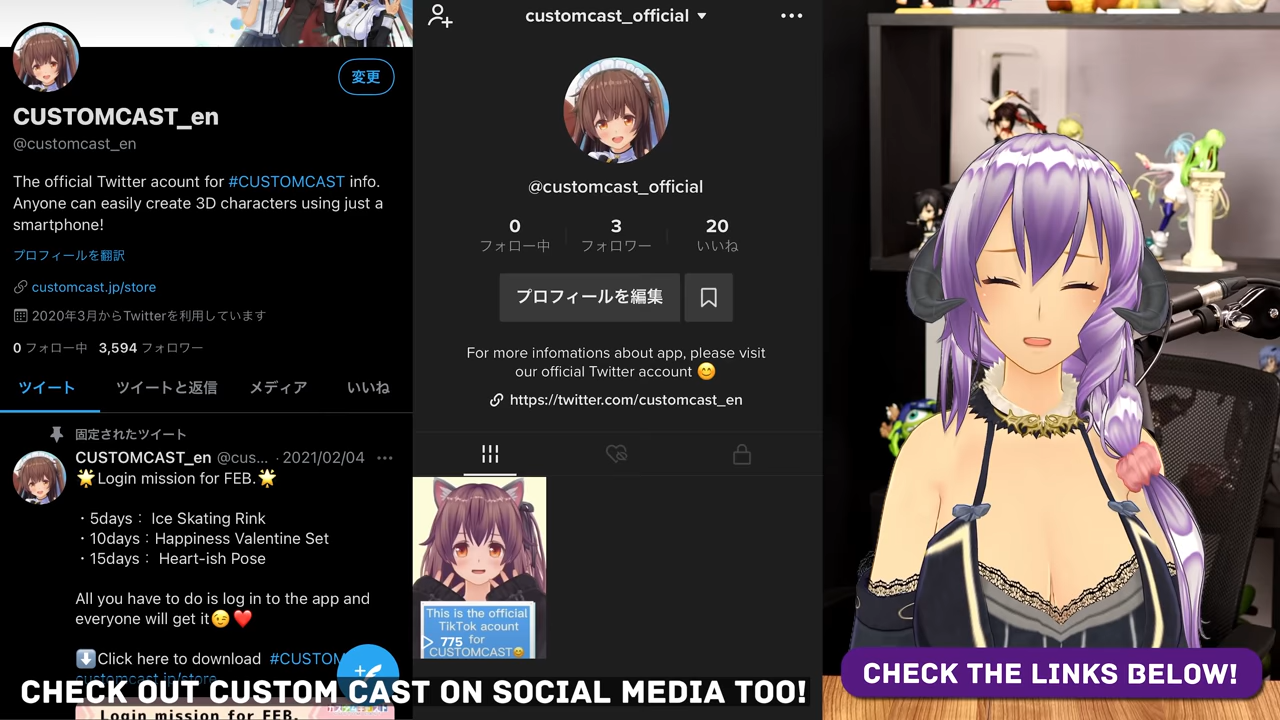 変更
CUSTOMCAST_en
@customcast_en
The official Twitter acount for #CUSTOMCAST info.
Anyone can easily create 3D characters using just a
smartphone!
プロフィールを翻訳
customcast.jp/store
2020年3月からTwitterを利用しています
0 フォロー中 3,594 フォロワー
ツイート ツイートと返信 メディア いいね
固定されたツイート
CUSTOMCAST_en @cus... · 2021/02/04
🌟Login mission for FEB.🌟
・5days： Ice Skating Rink
・10days：Happiness Valentine Set
・15days： Heart-ish Pose
All you have to do is log in to the app and
everyone will get it😉❤️
⬇️Click here to download #CUSTOM
customcast.jp/store
Login mission for FEB.
customcast_official
@customcast_official
0 3 20
フォロー中 フォロワー いいね
プロフィールを編集
For more infomations about app, please visit
our official Twitter account 😊
https://twitter.com/customcast_en
This is the official
TikTok acount
775 for
CUSTOMCAST😊
CHECK OUT CUSTOM CAST ON SOCIAL MEDIA TOO!
CHECK THE LINKS BELOW!